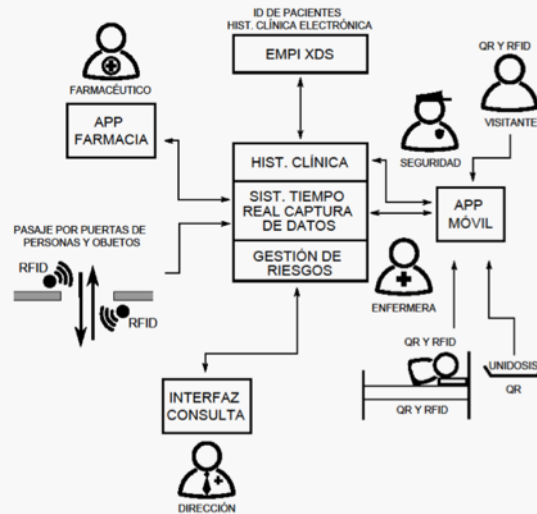 ID DE PACIENTES
HIST. CLÍNICA ELECTRÓNICA
EMPI XDS
FARMACÉUTICO
APP
FARMACIA
QR Y RFID
VISITANTE
SEGURIDAD
HIST. CLÍNICA
SIST. TIEMPO
REAL CAPTURA
DE DATOS
GESTIÓN DE
RIESGOS
APP
MÓVIL
PASAJE POR PUERTAS DE
PERSONAS Y OBJETOS
RFID
RFID
ENFERMERA
QR Y RFID
QR Y RFID
UNIDOSIS
QR
INTERFAZ
CONSULTA
DIRECCIÓN